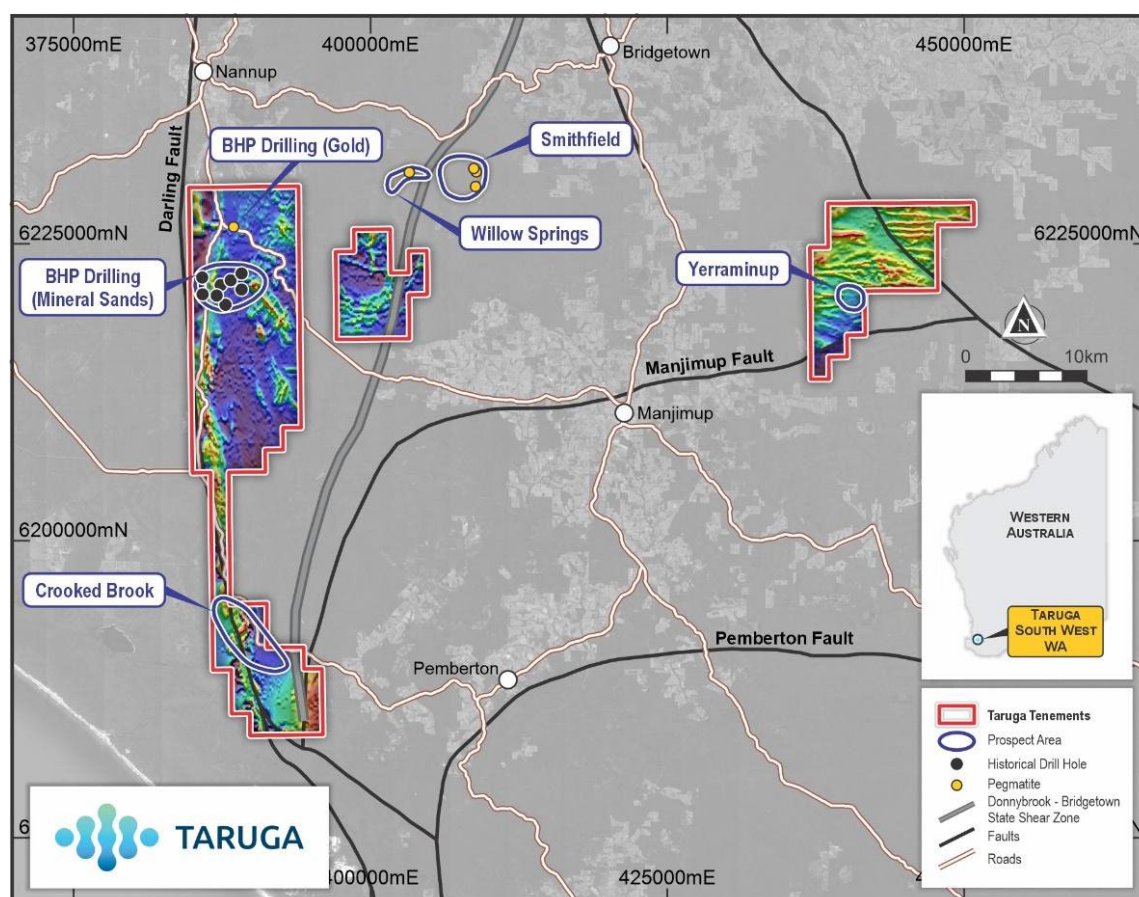 375000mE
400000mE
450000mE
Nannup
Bridgetown
BHP Drilling (Gold)
Smithfield
Darling Fault
Willow Springs
6225000mN
6225000mN
BHP Drilling
(Mineral Sands)
Yerraminup
N
0
10km
Manjimup Fault
Manjimup
6200000mN
WESTERN
AUSTRALIA
Crooked Brook
TARUGA
SOUTH WEST
WA
Pemberton Fault
Pemberton
Taruga Tenements
Prospect Area
Historical Drill Hole
Pegmatite
Donnybrook - Bridgetown
State Shear Zone
Faults
Roads
TARUGA
400000mE
425000mE